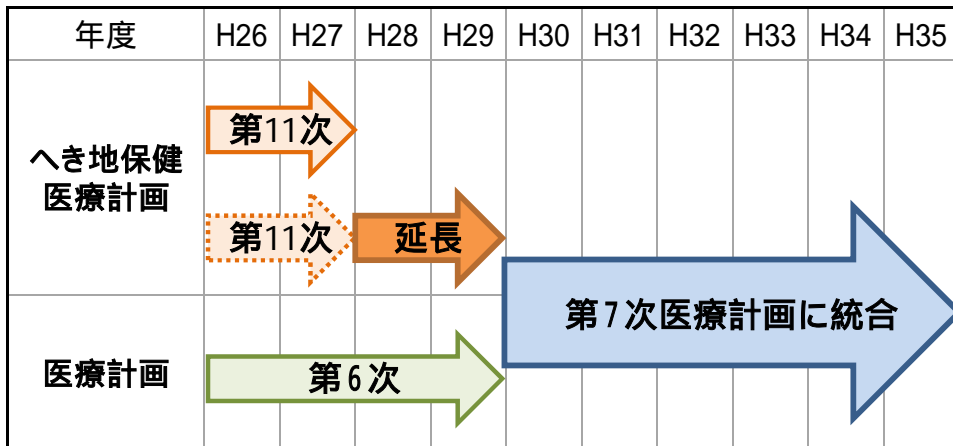 年度 H26 H27 H28 H29 H30 H31 H32 H33 H34 H35
へき地保健
医療計画
第11次
第11次 延長
第7次医療計画に統合
医療計画
第6次